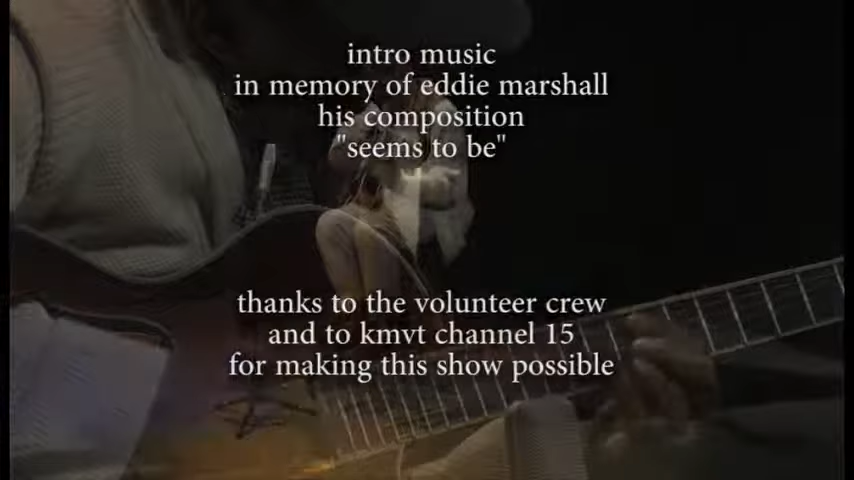 intro music
in memory of eddie marshall
his composition
"seems to be"
thanks to the volunteer crew
and to kmvt channel 15
for making this show possible